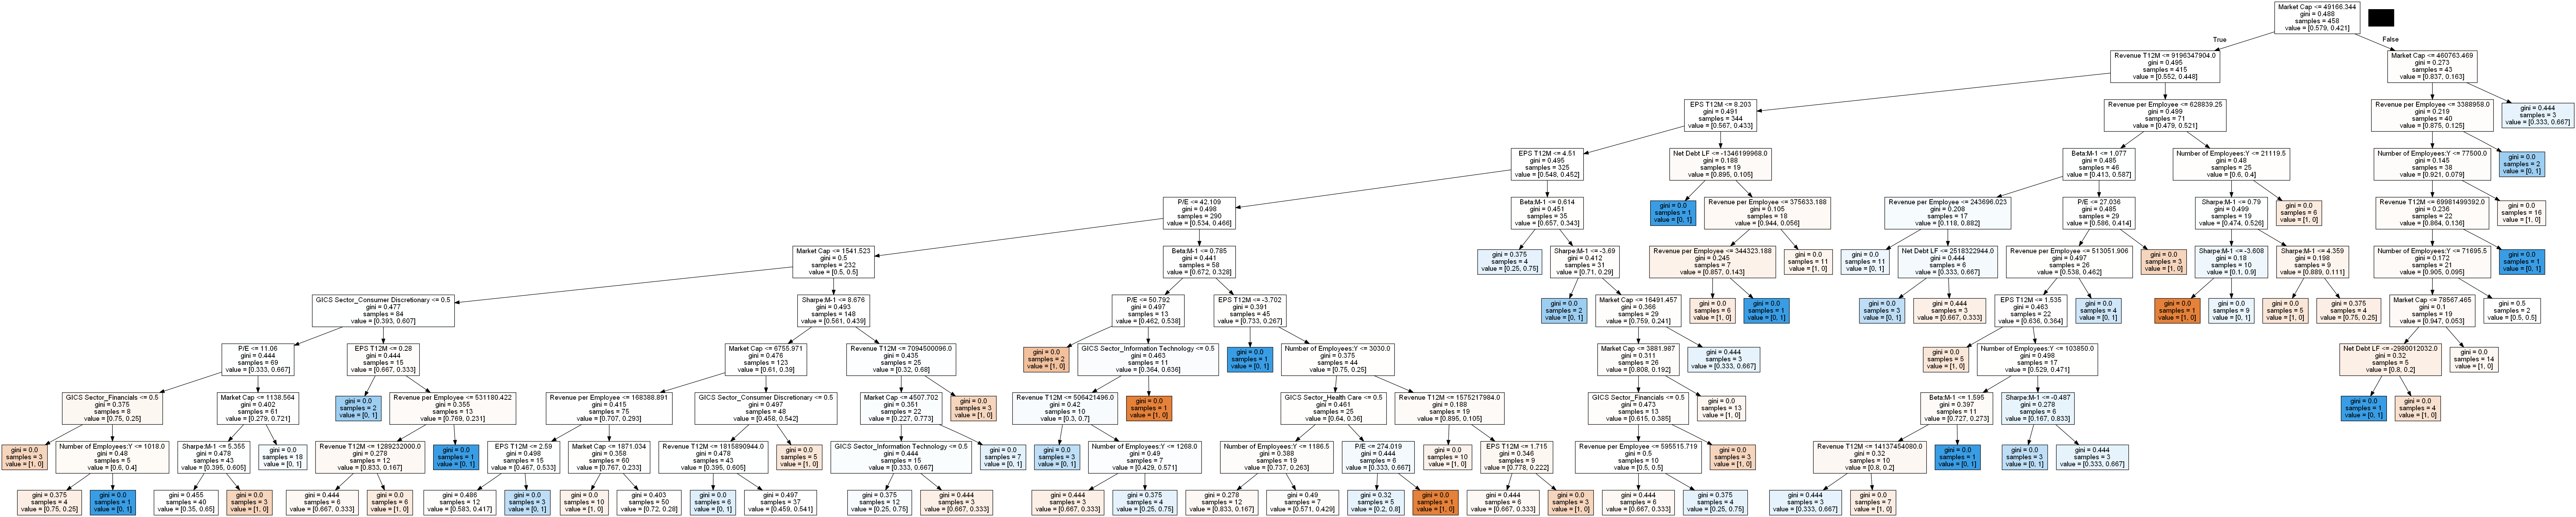 Market Cap <= 49166.344
gini = 0.488
samples = 458
value = [0.579, 0.421]
True
False
Revenue T12M <= 9196347904.0
gini = 0.495
samples = 415
value = [0.552, 0.448]
Market Cap <= 460763.469
gini = 0.273
samples = 43
value = [0.837, 0.163]
EPS T12M <= 8.203
gini = 0.491
samples = 344
value = [0.567, 0.433]
Revenue per Employee <= 628839.25
gini = 0.499
samples = 71
value = [0.479, 0.521]
Revenue per Employee <= 3388958.0
gini = 0.219
samples = 40
value = [0.875, 0.125]
gini = 0.444
samples = 3
value = [0.333, 0.667]
EPS T12M <= 4.51
gini = 0.495
samples = 325
value = [0.548, 0.452]
Net Debt LF <= -1346199968.0
gini = 0.188
samples = 19
value = [0.895, 0.105]
Beta:M-1 <= 1.077
gini = 0.485
samples = 46
value = [0.413, 0.587]
Number of Employees:Y <= 21119.5
gini = 0.48
samples = 25
value = [0.6, 0.4]
Number of Employees:Y <= 77500.0
gini = 0.145
samples = 38
value = [0.921, 0.079]
gini = 0.0
samples = 2
value = [0, 1]
P/E <= 42.109
gini = 0.498
samples = 290
value = [0.534, 0.466]
Beta:M-1 <= 0.614
gini = 0.451
samples = 35
value = [0.657, 0.343]
gini = 0.0
samples = 1
value = [0, 1]
Revenue per Employee <= 375633.188
gini = 0.105
samples = 18
value = [0.944, 0.056]
Revenue per Employee <= 243696.023
gini = 0.208
samples = 17
value = [0.118, 0.882]
P/E <= 27.036
gini = 0.485
samples = 29
value = [0.586, 0.414]
Sharpe:M-1 <= 0.79
gini = 0.499
samples = 19
value = [0.474, 0.526]
gini = 0.0
samples = 6
value = [1, 0]
Revenue T12M <= 69981499392.0
gini = 0.236
samples = 22
value = [0.864, 0.136]
gini = 0.0
samples = 16
value = [1, 0]
Market Cap <= 1541.523
gini = 0.5
samples = 232
value = [0.5, 0.5]
Beta:M-1 <= 0.785
gini = 0.441
samples = 58
value = [0.672, 0.328]
gini = 0.375
samples = 4
value = [0.25, 0.75]
Sharpe:M-1 <= -3.69
gini = 0.412
samples = 31
value = [0.71, 0.29]
Revenue per Employee <= 344323.188
gini = 0.245
samples = 7
value = [0.857, 0.143]
gini = 0.0
samples = 11
value = [1, 0]
gini = 0.0
samples = 11
value = [0, 1]
Net Debt LF <= 2518322944.0
gini = 0.444
samples = 6
value = [0.333, 0.667]
Revenue per Employee <= 513051.906
gini = 0.497
samples = 26
value = [0.538, 0.462]
gini = 0.0
samples = 3
value = [1, 0]
Sharpe:M-1 <= -3.608
gini = 0.18
samples = 10
value = [0.1, 0.9]
Sharpe:M-1 <= 4.359
gini = 0.198
samples = 9
value = [0.889, 0.111]
Number of Employees:Y <= 71695.5
gini = 0.172
samples = 21
value = [0.905, 0.095]
gini = 0.0
samples = 1
value = [0, 1]
GICS Sector_Consumer Discretionary <= 0.5
gini = 0.477
samples = 84
value = [0.393, 0.607]
Sharpe:M-1 <= 8.676
gini = 0.493
samples = 148
value = [0.561, 0.439]
P/E <= 50.792
gini = 0.497
samples = 13
value = [0.462, 0.538]
EPS T12M <= -3.702
gini = 0.391
samples = 45
value = [0.733, 0.267]
gini = 0.0
samples = 2
value = [0, 1]
Market Cap <= 16491.457
gini = 0.366
samples = 29
value = [0.759, 0.241]
gini = 0.0
samples = 6
value = [1, 0]
gini = 0.0
samples = 1
value = [0, 1]
gini = 0.0
samples = 3
value = [0, 1]
gini = 0.444
samples = 3
value = [0.667, 0.333]
EPS T12M <= 1.535
gini = 0.463
samples = 22
value = [0.636, 0.364]
gini = 0.0
samples = 4
value = [0, 1]
gini = 0.0
samples = 1
value = [1, 0]
gini = 0.0
samples = 9
value = [0, 1]
gini = 0.0
samples = 5
value = [1, 0]
gini = 0.375
samples = 4
value = [0.75, 0.25]
Market Cap <= 78567.465
gini = 0.1
samples = 19
value = [0.947, 0.053]
gini = 0.5
samples = 2
value = [0.5, 0.5]
P/E <= 11.06
gini = 0.444
samples = 69
value = [0.333, 0.667]
EPS T12M <= 0.28
gini = 0.444
samples = 15
value = [0.667, 0.333]
Market Cap <= 6755.971
gini = 0.476
samples = 123
value = [0.61, 0.39]
Revenue T12M <= 7094500096.0
gini = 0.435
samples = 25
value = [0.32, 0.68]
gini = 0.0
samples = 2
value = [1, 0]
GICS Sector_Information Technology <= 0.5
gini = 0.463
samples = 11
value = [0.364, 0.636]
gini = 0.0
samples = 1
value = [0, 1]
Number of Employees:Y <= 3030.0
gini = 0.375
samples = 44
value = [0.75, 0.25]
Market Cap <= 3881.987
gini = 0.311
samples = 26
value = [0.808, 0.192]
gini = 0.444
samples = 3
value = [0.333, 0.667]
gini = 0.0
samples = 5
value = [1, 0]
Number of Employees:Y <= 103850.0
gini = 0.498
samples = 17
value = [0.529, 0.471]
Net Debt LF <= -2980012032.0
gini = 0.32
samples = 5
value = [0.8, 0.2]
gini = 0.0
samples = 14
value = [1, 0]
GICS Sector_Financials <= 0.5
gini = 0.375
samples = 8
value = [0.75, 0.25]
Market Cap <= 1138.564
gini = 0.402
samples = 61
value = [0.279, 0.721]
gini = 0.0
samples = 2
value = [0, 1]
Revenue per Employee <= 531180.422
gini = 0.355
samples = 13
value = [0.769, 0.231]
Revenue per Employee <= 168388.891
gini = 0.415
samples = 75
value = [0.707, 0.293]
GICS Sector_Consumer Discretionary <= 0.5
gini = 0.497
samples = 48
value = [0.458, 0.542]
Market Cap <= 4507.702
gini = 0.351
samples = 22
value = [0.227, 0.773]
gini = 0.0
samples = 3
value = [1, 0]
Revenue T12M <= 506421496.0
gini = 0.42
samples = 10
value = [0.3, 0.7]
gini = 0.0
samples = 1
value = [1, 0]
GICS Sector_Health Care <= 0.5
gini = 0.461
samples = 25
value = [0.64, 0.36]
Revenue T12M <= 1575217984.0
gini = 0.188
samples = 19
value = [0.895, 0.105]
GICS Sector_Financials <= 0.5
gini = 0.473
samples = 13
value = [0.615, 0.385]
gini = 0.0
samples = 13
value = [1, 0]
Beta:M-1 <= 1.595
gini = 0.397
samples = 11
value = [0.727, 0.273]
Sharpe:M-1 <= -0.487
gini = 0.278
samples = 6
value = [0.167, 0.833]
gini = 0.0
samples = 1
value = [0, 1]
gini = 0.0
samples = 4
value = [1, 0]
gini = 0.0
samples = 3
value = [1, 0]
Number of Employees:Y <= 1018.0
gini = 0.48
samples = 5
value = [0.6, 0.4]
Sharpe:M-1 <= 5.355
gini = 0.478
samples = 43
value = [0.395, 0.605]
gini = 0.0
samples = 18
value = [0, 1]
Revenue T12M <= 1289232000.0
gini = 0.278
samples = 12
value = [0.833, 0.167]
gini = 0.0
samples = 1
value = [0, 1]
EPS T12M <= 2.59
gini = 0.498
samples = 15
value = [0.467, 0.533]
Market Cap <= 1871.034
gini = 0.358
samples = 60
value = [0.767, 0.233]
Revenue T12M <= 1815890944.0
gini = 0.478
samples = 43
value = [0.395, 0.605]
gini = 0.0
samples = 5
value = [1, 0]
GICS Sector_Information Technology <= 0.5
gini = 0.444
samples = 15
value = [0.333, 0.667]
gini = 0.0
samples = 7
value = [0, 1]
gini = 0.0
samples = 3
value = [0, 1]
Number of Employees:Y <= 1268.0
gini = 0.49
samples = 7
value = [0.429, 0.571]
Number of Employees:Y <= 1186.5
gini = 0.388
samples = 19
value = [0.737, 0.263]
P/E <= 274.019
gini = 0.444
samples = 6
value = [0.333, 0.667]
gini = 0.0
samples = 10
value = [1, 0]
EPS T12M <= 1.715
gini = 0.346
samples = 9
value = [0.778, 0.222]
Revenue per Employee <= 595515.719
gini = 0.5
samples = 10
value = [0.5, 0.5]
gini = 0.0
samples = 3
value = [1, 0]
Revenue T12M <= 14137454080.0
gini = 0.32
samples = 10
value = [0.8, 0.2]
gini = 0.0
samples = 1
value = [0, 1]
gini = 0.0
samples = 3
value = [0, 1]
gini = 0.444
samples = 3
value = [0.333, 0.667]
gini = 0.375
samples = 4
value = [0.75, 0.25]
gini = 0.0
samples = 1
value = [0, 1]
gini = 0.455
samples = 40
value = [0.35, 0.65]
gini = 0.0
samples = 3
value = [1, 0]
gini = 0.444
samples = 6
value = [0.667, 0.333]
gini = 0.0
samples = 6
value = [1, 0]
gini = 0.486
samples = 12
value = [0.583, 0.417]
gini = 0.0
samples = 3
value = [0, 1]
gini = 0.0
samples = 10
value = [1, 0]
gini = 0.403
samples = 50
value = [0.72, 0.28]
gini = 0.0
samples = 6
value = [0, 1]
gini = 0.497
samples = 37
value = [0.459, 0.541]
gini = 0.375
samples = 12
value = [0.25, 0.75]
gini = 0.444
samples = 3
value = [0.667, 0.333]
gini = 0.444
samples = 3
value = [0.667, 0.333]
gini = 0.375
samples = 4
value = [0.25, 0.75]
gini = 0.278
samples = 12
value = [0.833, 0.167]
gini = 0.49
samples = 7
value = [0.571, 0.429]
gini = 0.32
samples = 5
value = [0.2, 0.8]
gini = 0.0
samples = 1
value = [1, 0]
gini = 0.444
samples = 6
value = [0.667, 0.333]
gini = 0.0
samples = 3
value = [1, 0]
gini = 0.444
samples = 6
value = [0.667, 0.333]
gini = 0.375
samples = 4
value = [0.25, 0.75]
gini = 0.444
samples = 3
value = [0.333, 0.667]
gini = 0.0
samples = 7
value = [1, 0]